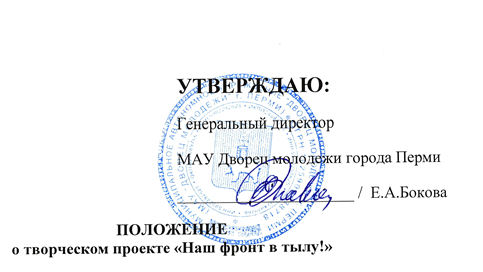 УТВЕРЖДАЮ:
Генеральный директор
МАУ Дворец молодежи города Перми
/ Е.А.Бокова
ПОЛОЖЕНИЕ
о творческом проекте «Наш фронт в тылу!»